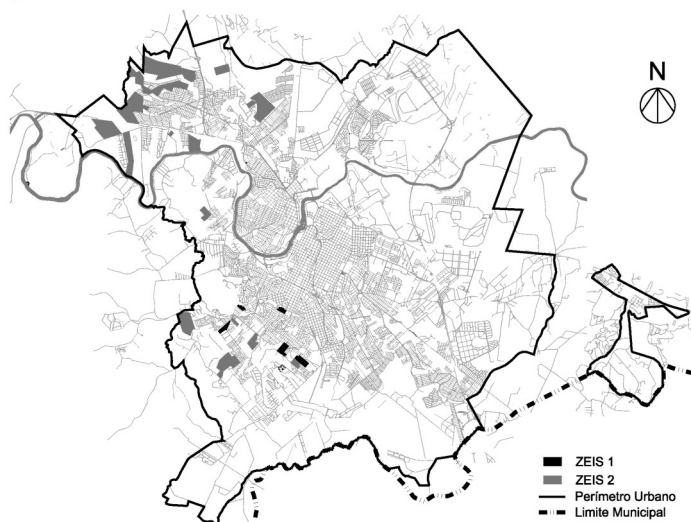 N
ZEIS 1
ZEIS 2
Perímetro Urbano
Limite Municipal